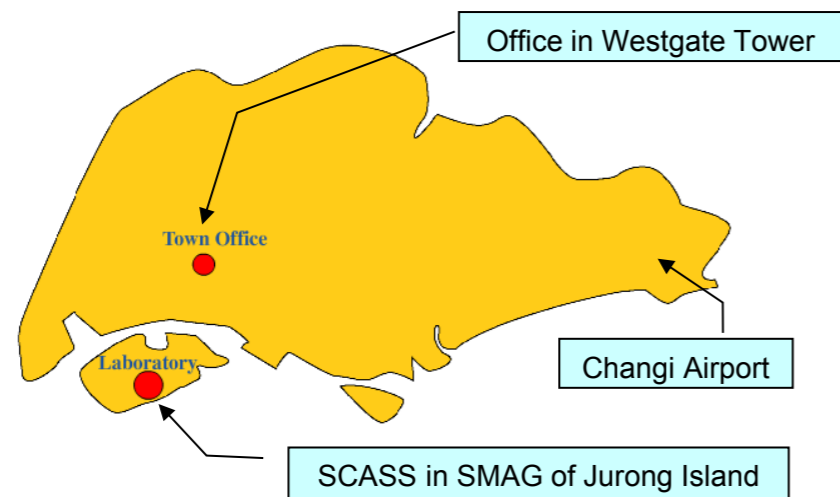 Office in Westgate Tower
Town Office
Laboratory
Changi Airport
SCASS in SMAG of Jurong Island